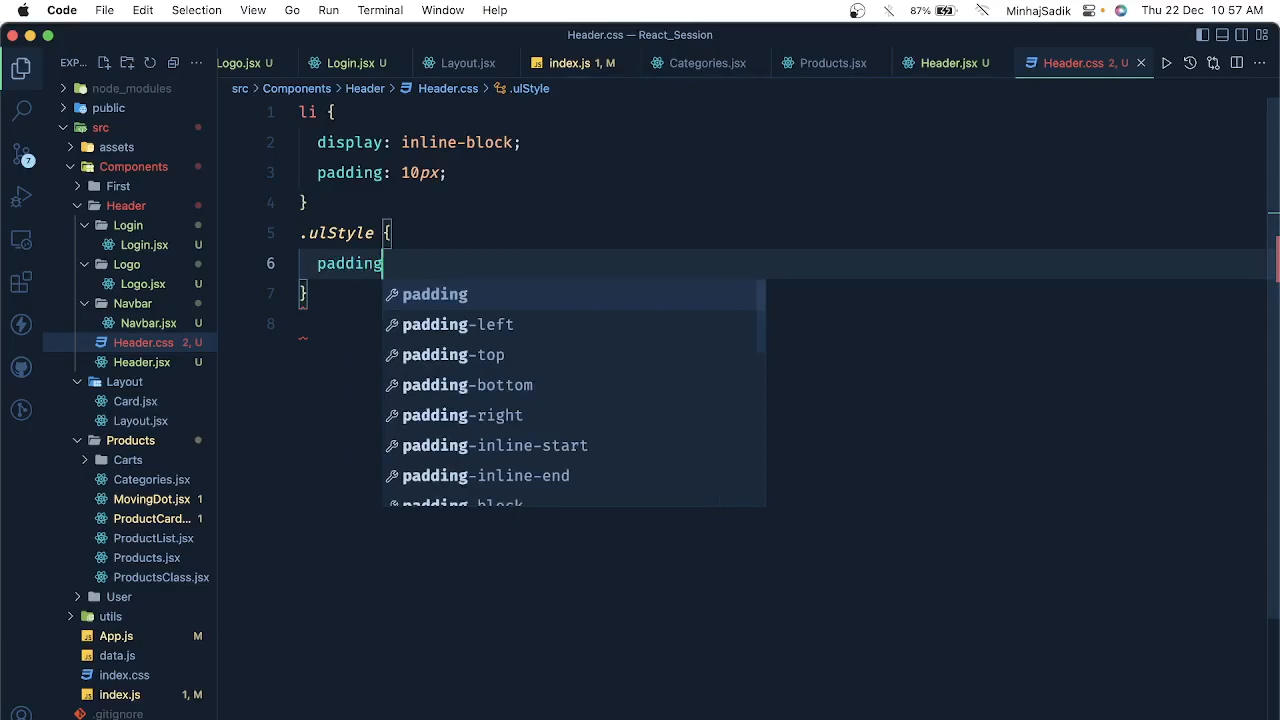 Code File Edit Selection View Go Run Terminal Window Help 87% MinhajSadik Thu 22 Dec 10:57 AM
Header.css — React_Session
EXP... Logo.jsx U Login.jsx U Layout.jsx index.js 1, M Categories.jsx Products.jsx Header.jsx U Header.css 2, U
src > Components > Header > Header.css > .ulStyle
node_modules
public
src
assets
Components
First
Header
Login
Login.jsx U
Logo
Logo.jsx U
Navbar
Navbar.jsx U
Header.css 2, U
Header.jsx U
Layout
Card.jsx
Layout.jsx
Products
Carts
Categories.jsx
MovingDot.jsx 1
ProductCard... 1
ProductList.jsx
Products.jsx
ProductsClass.jsx
User
utils
App.js M
data.js
index.css
index.js 1, M
.gitignore
7
1 li {
2 display: inline-block;
3 padding: 10px;
4 }
5 .ulStyle {
6 padding
7 }
8
padding
padding-left
padding-top
padding-bottom
padding-right
padding-inline-start
padding-inline-end
padding-block